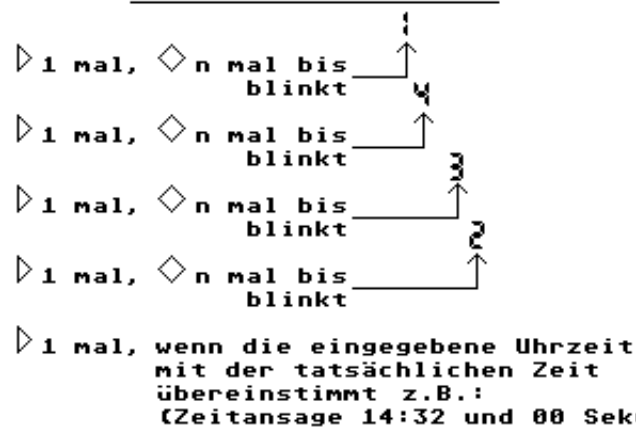 1
▷1 mal, ◇n mal bis
blinkt
4
▷1 mal, ◇n mal bis
blinkt
3
▷1 mal, ◇n mal bis
blinkt
2
▷1 mal, ◇n mal bis
blinkt
▷1 mal, wenn die eingegebene Uhrzeit
mit der tatsächlichen Zeit
übereinstimmt z.B.:
(Zeitansage 14:32 und 00